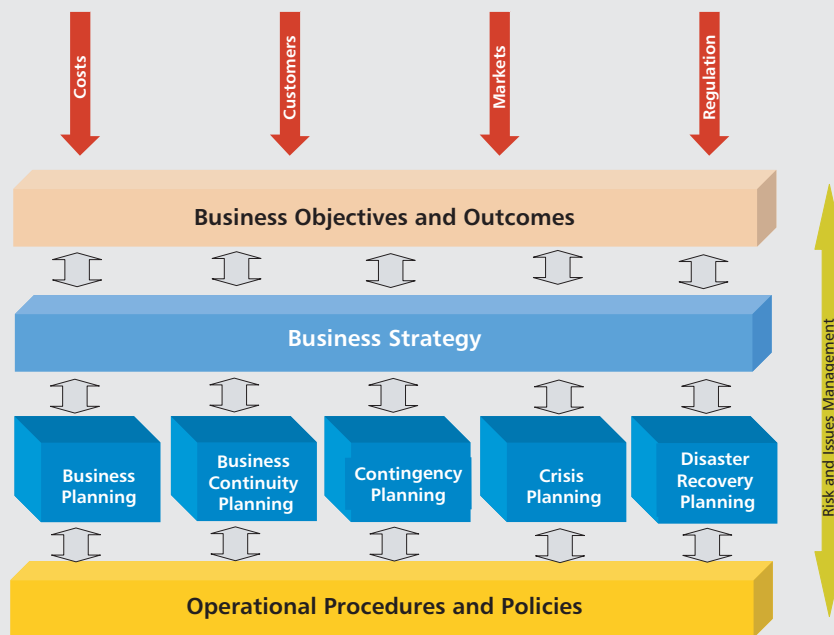 Costs
Customers
Markets
Regulation
Business Objectives and Outcomes
Business Strategy
Business
Planning
Business
Continuity
Planning
Contingency
Planning
Crisis
Planning
Disaster
Recovery
Planning
Operational Procedures and Policies
Risk and Issues Management